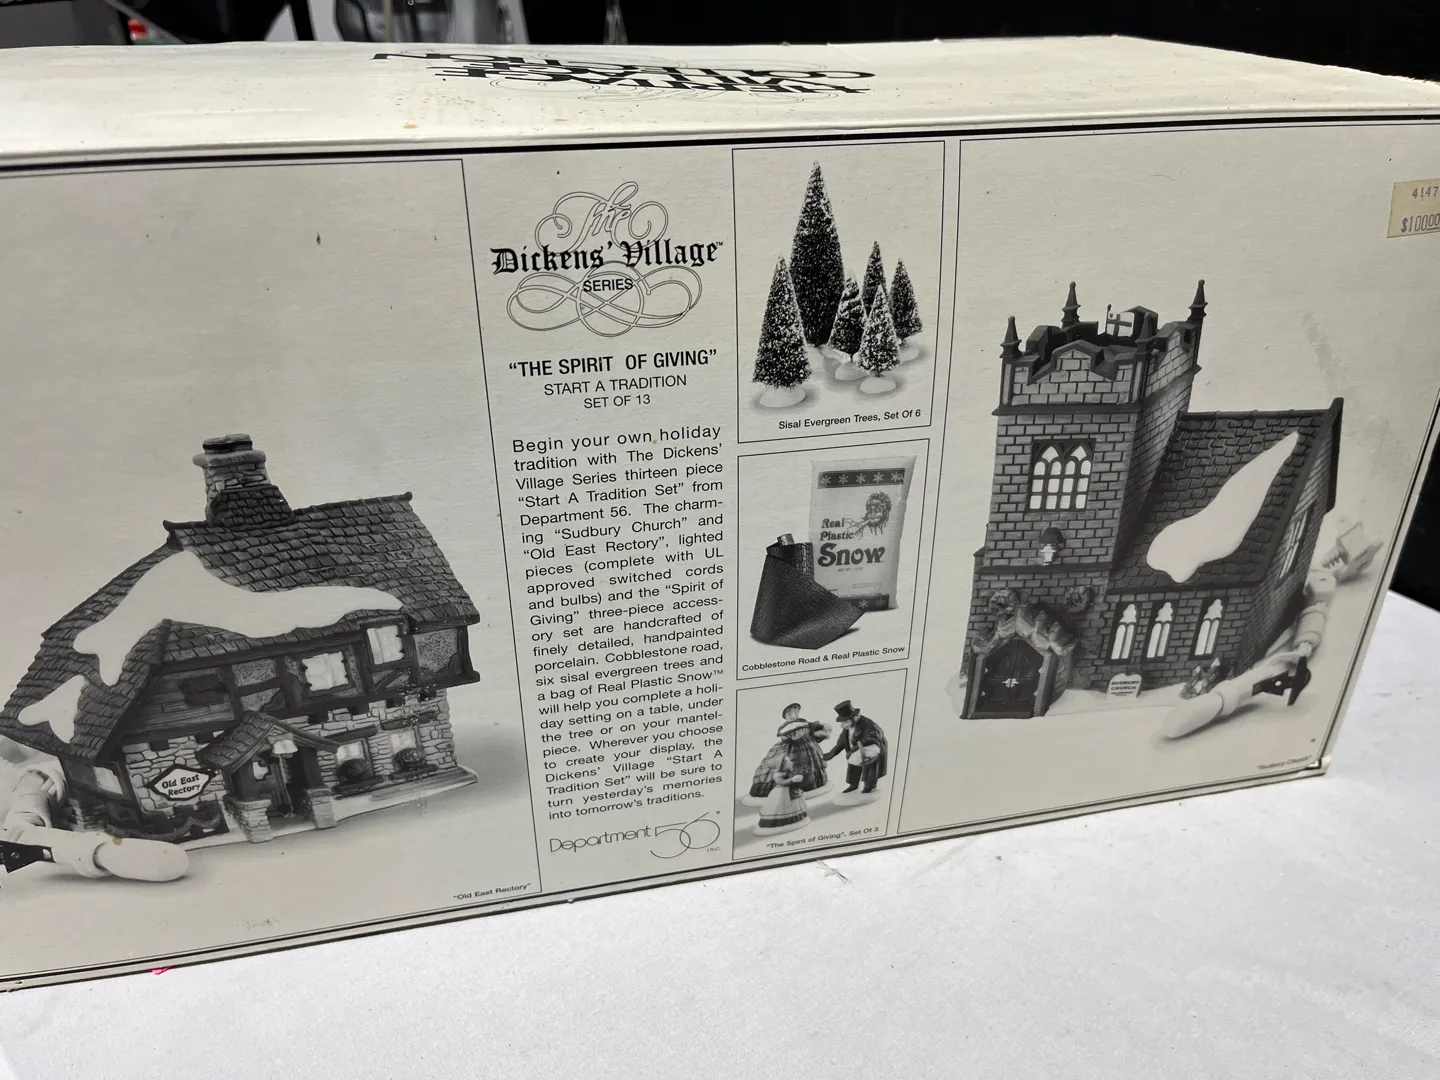 HERITAGE
VILLAGE
COLLECTION
4147
$100.00
The
Dickens' Village™
SERIES
"THE SPIRIT OF GIVING"
START A TRADITION
SET OF 13
Begin your own holiday
tradition with The Dickens'
Village Series thirteen piece
"Start A Tradition Set" from
Department 56. The charm-
ing "Sudbury Church" and
"Old East Rectory", lighted
pieces (complete with UL
approved switched cords
and bulbs) and the "Spirit of
Giving" three-piece access-
ory set are handcrafted of
finely detailed, handpainted
porcelain. Cobblestone road,
six sisal evergreen trees and
a bag of Real Plastic Snow™
will help you complete a holi-
day setting on a table, under
the tree or on your mantel-
piece. Wherever you choose
to create your display, the
Dickens' Village "Start A
Tradition Set" will be sure to
turn yesterday's memories
into tomorrow's traditions.
Department 56
INC
Sisal Evergreen Trees, Set Of 6
Real
Plastic
Snow
Cobblestone Road & Real Plastic Snow
"The Spirit of Giving", Set Of 3
Old East
Rectory
"Old East Rectory"
SUDBURY
CHURCH
"Sudbury Church"